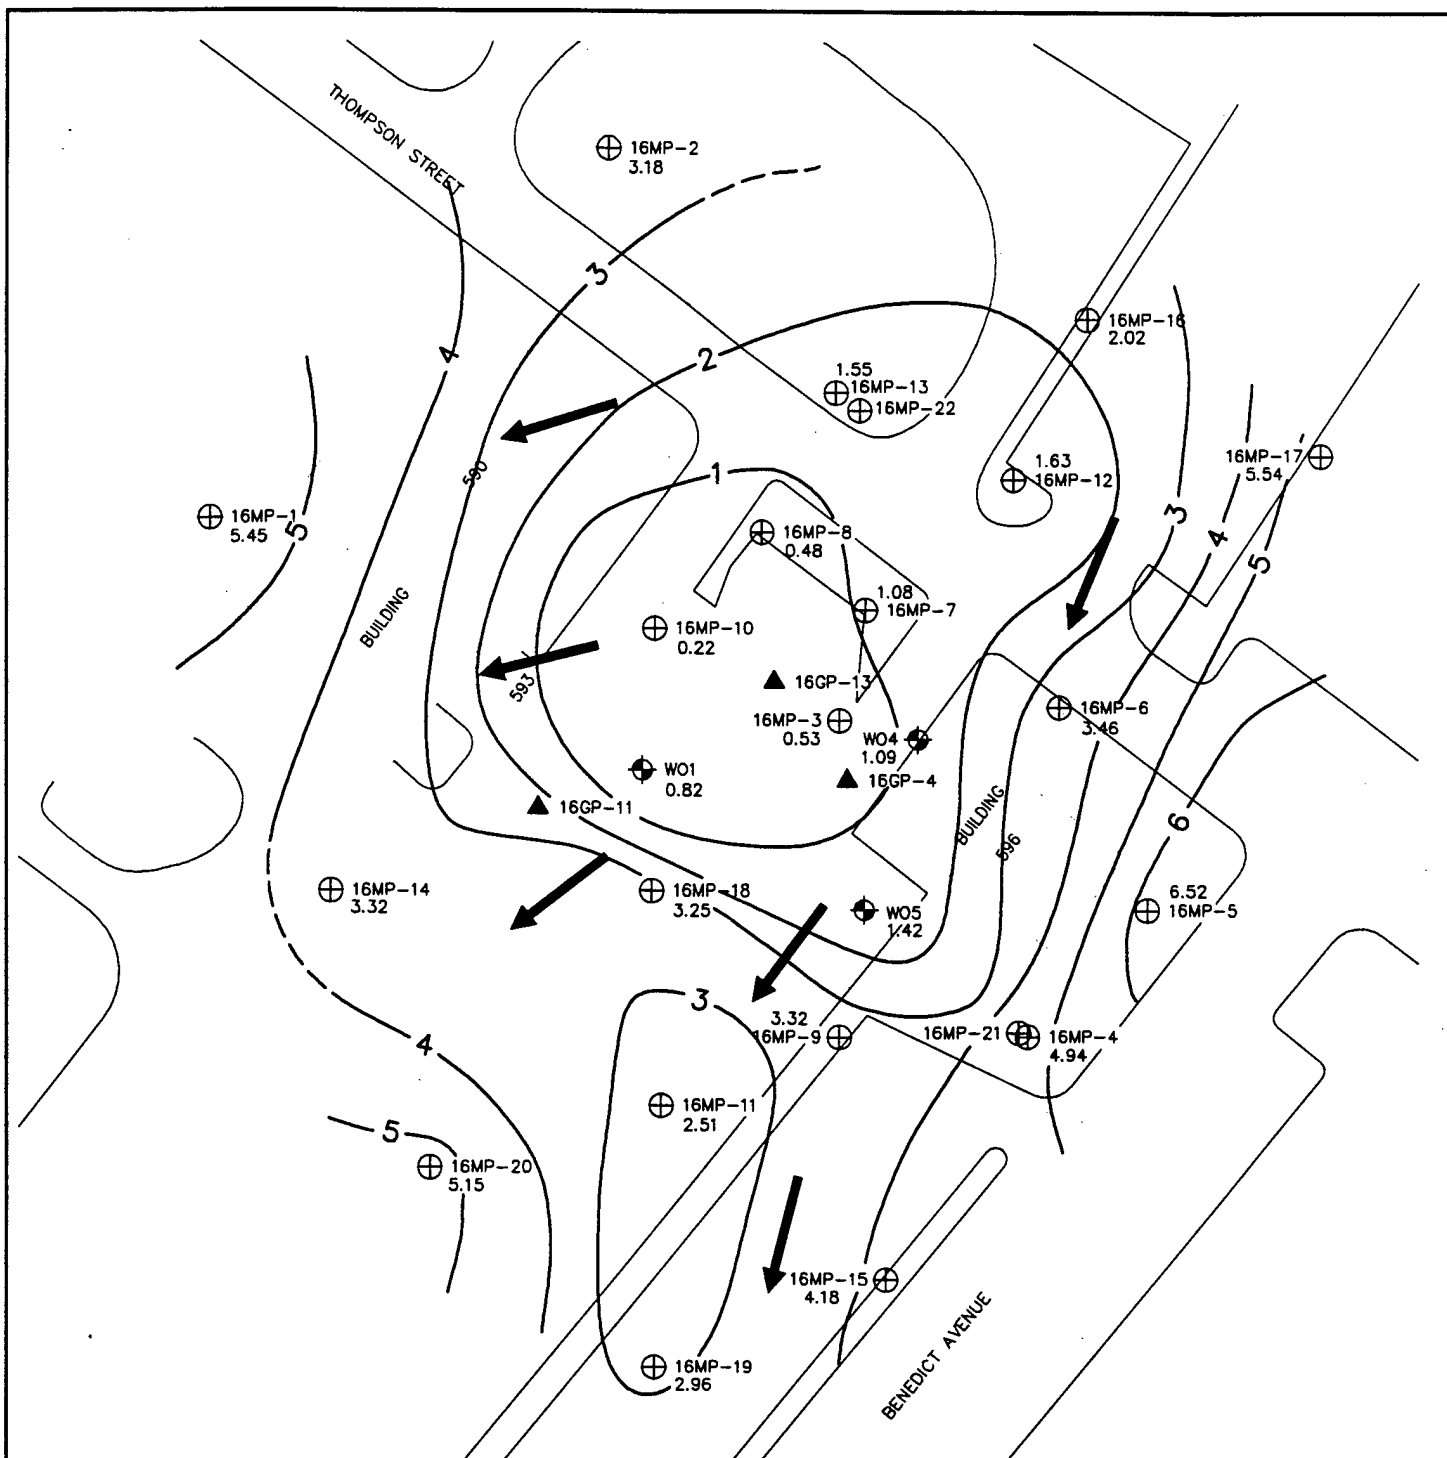 THOMPSON STREET
16MP-2
3.18
3
4
2
16MP-16
2.02
1.55
16MP-13
16MP-22
590
1
1.63
16MP-12
16MP-17
5.54
3
4
5
16MP-1
5.45
5
16MP-8
0.48
1.08
16MP-7
BUILDING
16MP-10
0.22
593
16GP-13
16MP-3
0.53
16MP-6
3.46
W04
1.09
W01
0.82
16GP-4
16GP-11
BUILDING
596
6
16MP-14
3.32
16MP-18
3.25
W05
1.42
6.52
16MP-5
3
3.32
16MP-9
16MP-21
16MP-4
4.94
4
16MP-11
2.51
5
16MP-20
5.15
16MP-15
4.18
BENEDICT AVENUE
16MP-19
2.96